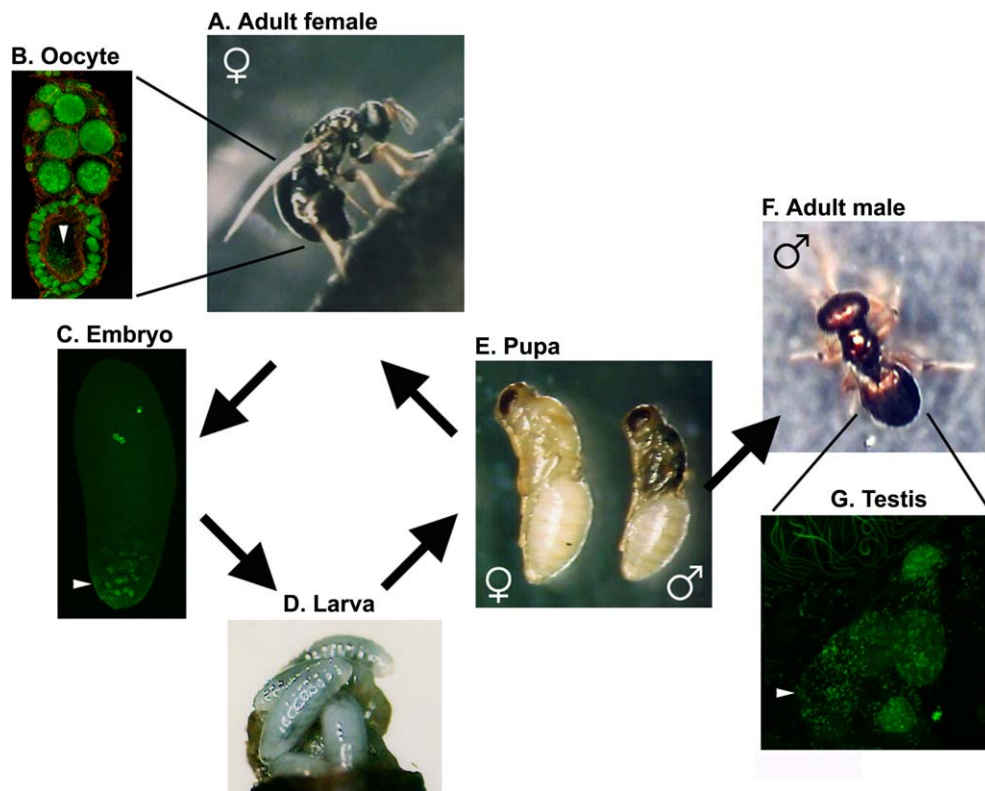 A. Adult female
B. Oocyte
♀
F. Adult male
♂
C. Embryo
E. Pupa
♀
♂
G. Testis
D. Larva